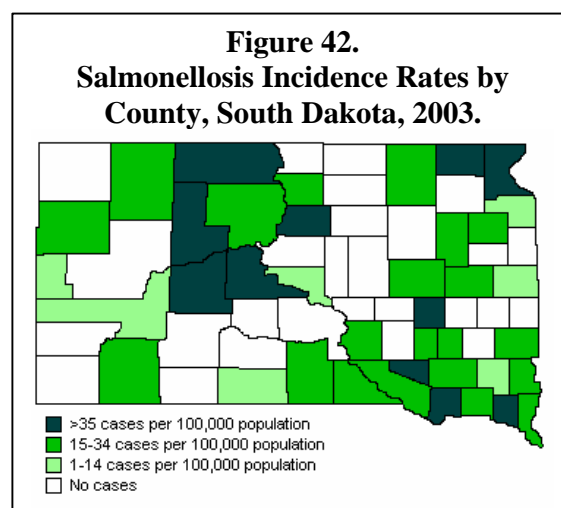 Figure 42.
Salmonellosis Incidence Rates by
County, South Dakota, 2003.
>35 cases per 100,000 population
15-34 cases per 100,000 population
1-14 cases per 100,000 population
No cases